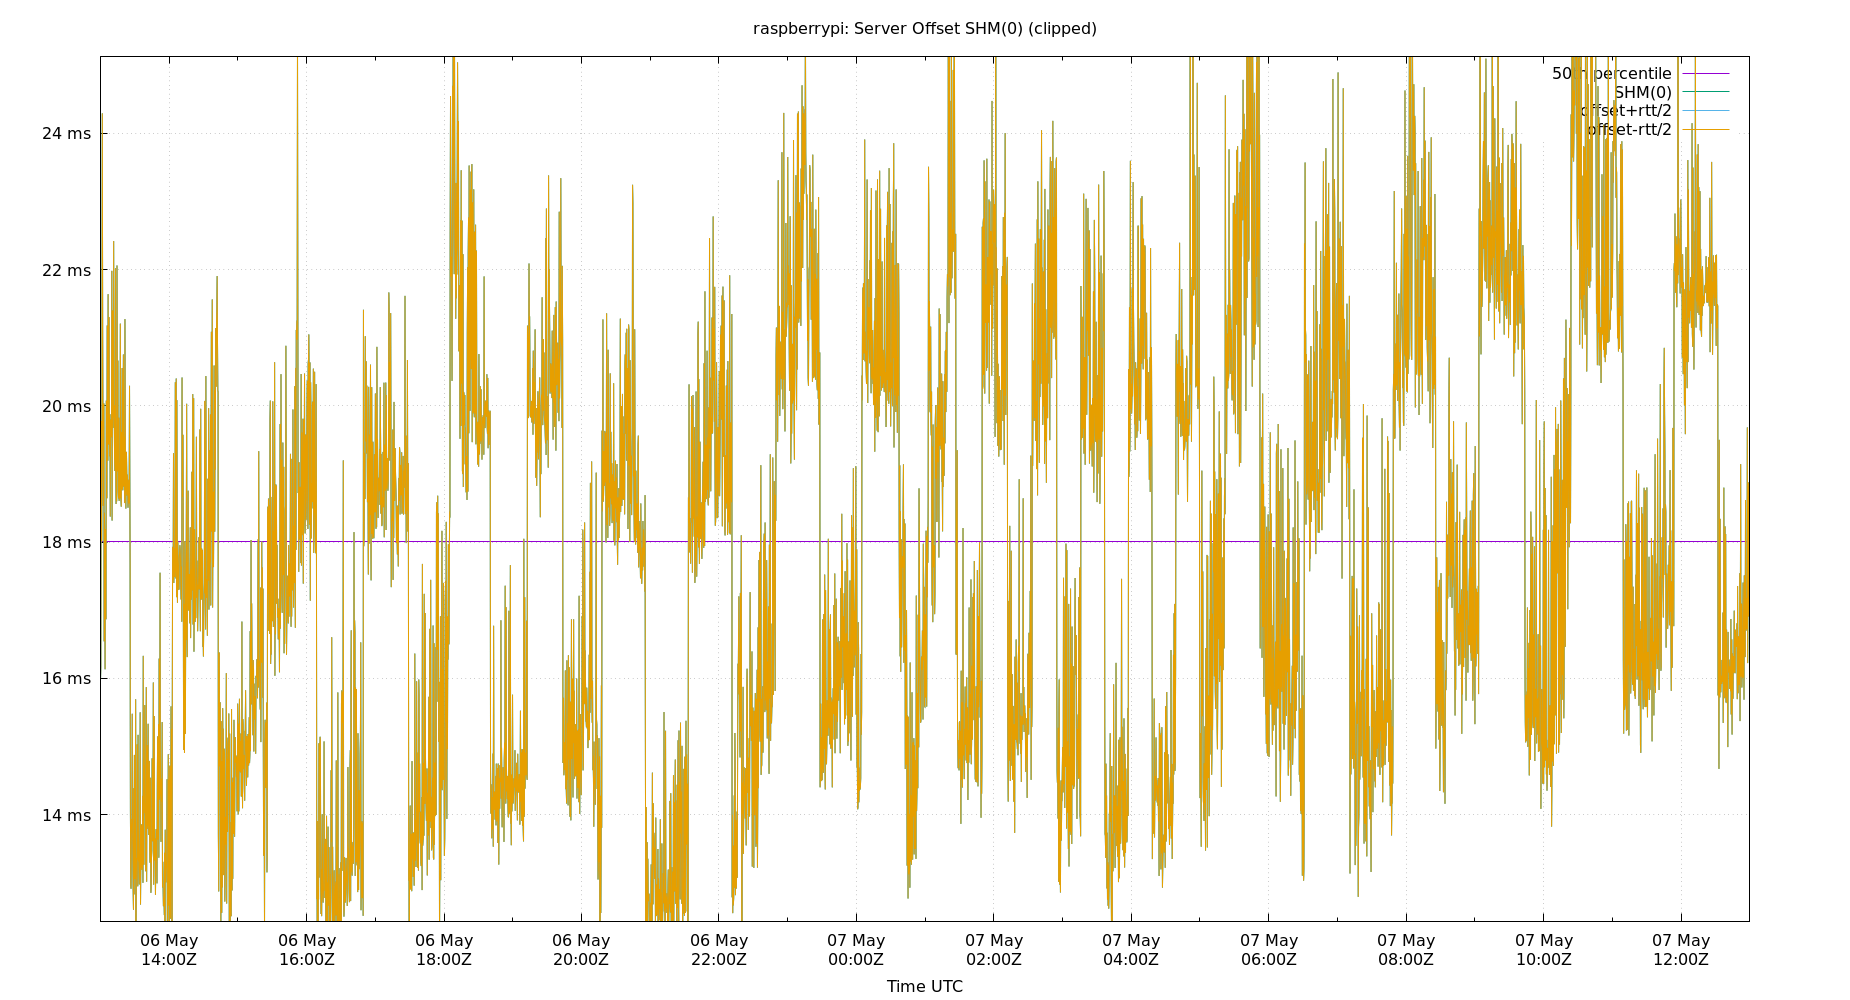 raspberrypi: Server Offset SHM(0) (clipped)
50th percentile
SHM(0)
offset+rtt/2
offset-rtt/2
24 ms
22 ms
20 ms
18 ms
16 ms
14 ms
06 May 06 May 06 May 06 May 06 May 07 May 07 May 07 May 07 May 07 May 07 May 07 May
14:00Z 16:00Z 18:00Z 20:00Z 22:00Z 00:00Z 02:00Z 04:00Z 06:00Z 08:00Z 10:00Z 12:00Z
Time UTC